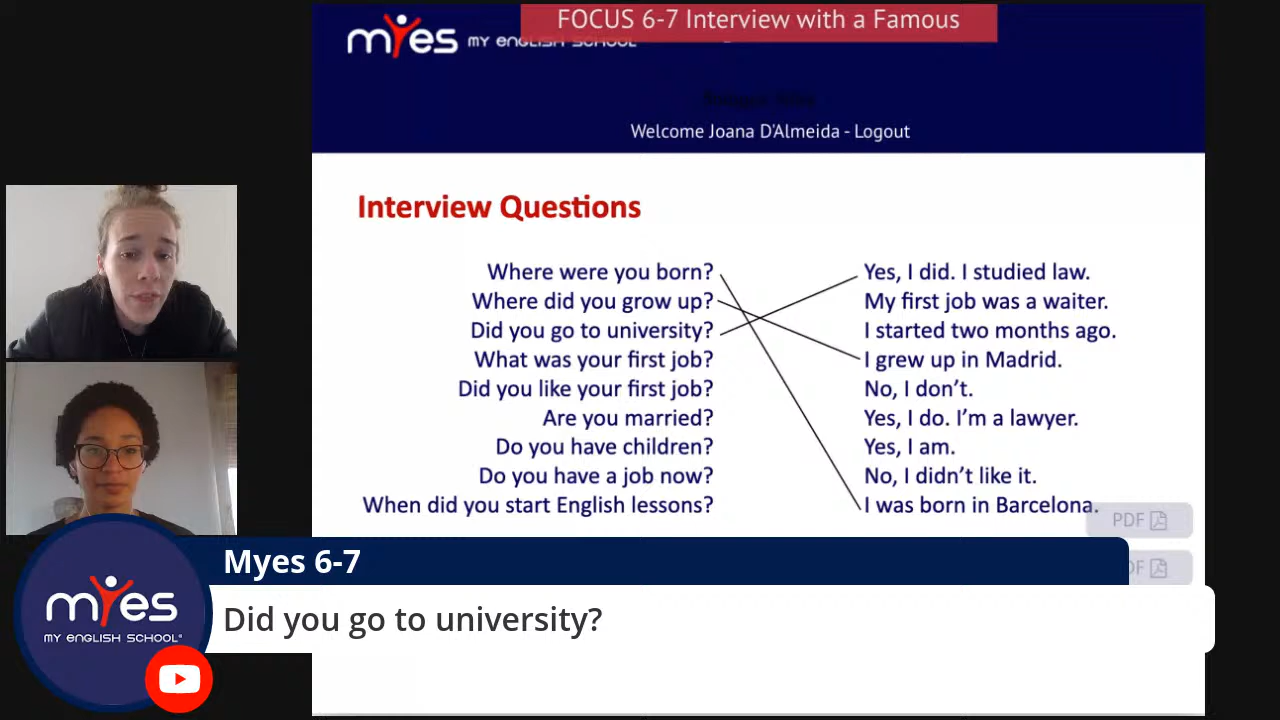 FOCUS 6-7 Interview with a Famous
myes MY ENGLISH SCHOOL
Welcome Joana D'Almeida - Logout
Interview Questions
Where were you born? Yes, I did. I studied law.
Where did you grow up? My first job was a waiter.
Did you go to university? I started two months ago.
What was your first job? I grew up in Madrid.
Did you like your first job? No, I don't.
Are you married? Yes, I do. I'm a lawyer.
Do you have children? Yes, I am.
Do you have a job now? No, I didn't like it.
When did you start English lessons? I was born in Barcelona.
PDF
Myes 6-7
myes
MY ENGLISH SCHOOL
Did you go to university?